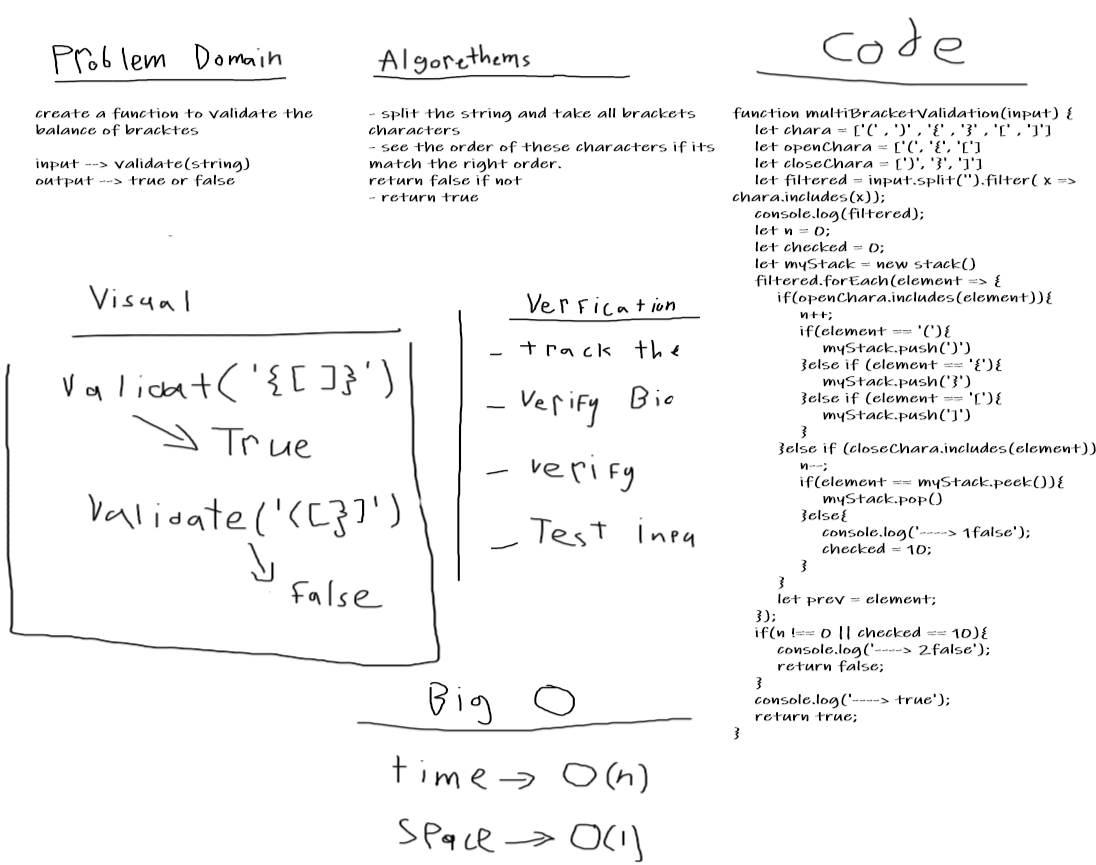 Problem Domain
create a function to validate the
balance of bracktes
input --> validate(string)
output --> true or false
Algorethems
- split the string and take all brackets
characters
- see the order of these characters if its
match the right order.
return false if not
- return true
Code
function multiBracketValidation(input) {
let chara = ['(' , ')' , '{' , '}' , '[' , ']']
let openChara = ['(', '{', '[']
let closeChara = [')', '}', ']']
let filtered = input.split('').filter( x =>
chara.includes(x));
console.log(filtered);
let n = 0;
let checked = 0;
let myStack = new stack()
filtered.forEach(element => {
if(openChara.includes(element)){
n++;
if(element == '('){
myStack.push(')')
}else if (element == '{'){
myStack.push('}')
}else if (element == '['){
myStack.push(']')
}
}else if (closeChara.includes(element))
n--;
if(element == myStack.peek()){
myStack.pop()
}else{
console.log('----> 1false');
checked = 10;
}
}
let prev = element;
});
if(n !== 0 || checked == 10){
console.log('----> 2false');
return false;
}
console.log('----> true');
return true;
}
Visual
Validat('{[ ]}')
True
Validate('([}]')
False
Verfication
- track the
- Verify Bio
- verify
- Test inpu
Big O
time → O(n)
Space → O(1)